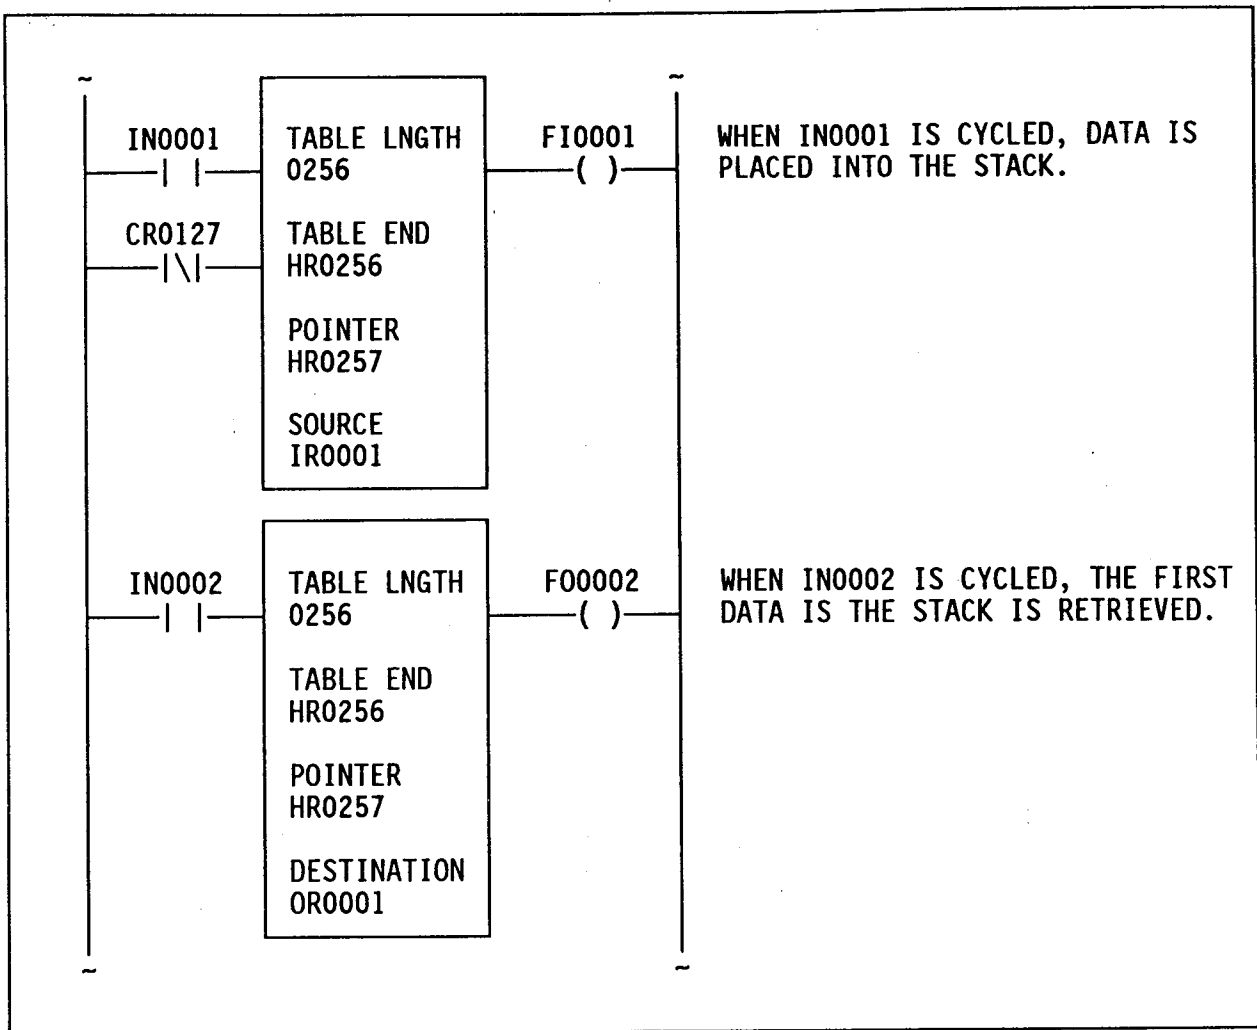 IN0001
TABLE LNGTH
0256
FI0001
WHEN IN0001 IS CYCLED, DATA IS
PLACED INTO THE STACK.
CR0127
TABLE END
HR0256
POINTER
HR0257
SOURCE
IR0001
IN0002
TABLE LNGTH
0256
FO0002
WHEN IN0002 IS CYCLED, THE FIRST
DATA IS THE STACK IS RETRIEVED.
TABLE END
HR0256
POINTER
HR0257
DESTINATION
OR0001